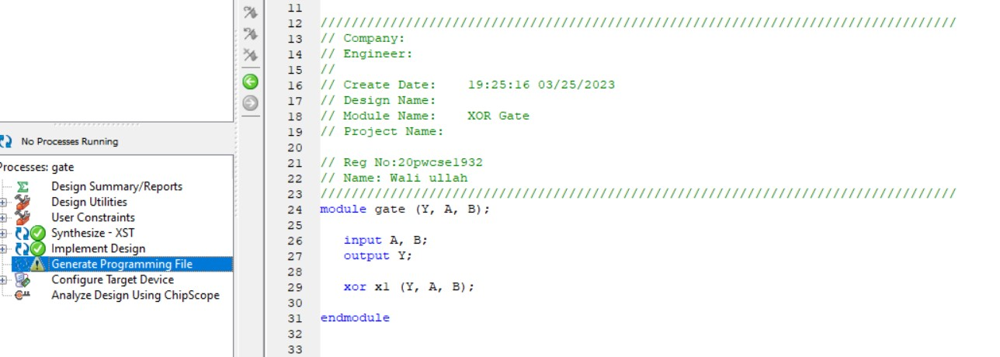 No Processes Running
Processes: gate
Design Summary/Reports
Design Utilities
User Constraints
Synthesize - XST
Implement Design
Generate Programming File
Configure Target Device
Analyze Design Using ChipScope
11
12 //////////////////////////////////////////////////////////////////////////////////
13 // Company:
14 // Engineer:
15 //
16 // Create Date:    19:25:16 03/25/2023
17 // Design Name:
18 // Module Name:    XOR Gate
19 // Project Name:
20
21 // Reg No:20pwcse1932
22 // Name: Wali ullah
23 //////////////////////////////////////////////////////////////////////////////////
24 module gate (Y, A, B);
25
26    input A, B;
27    output Y;
28
29    xor x1 (Y, A, B);
30
31 endmodule
32
33